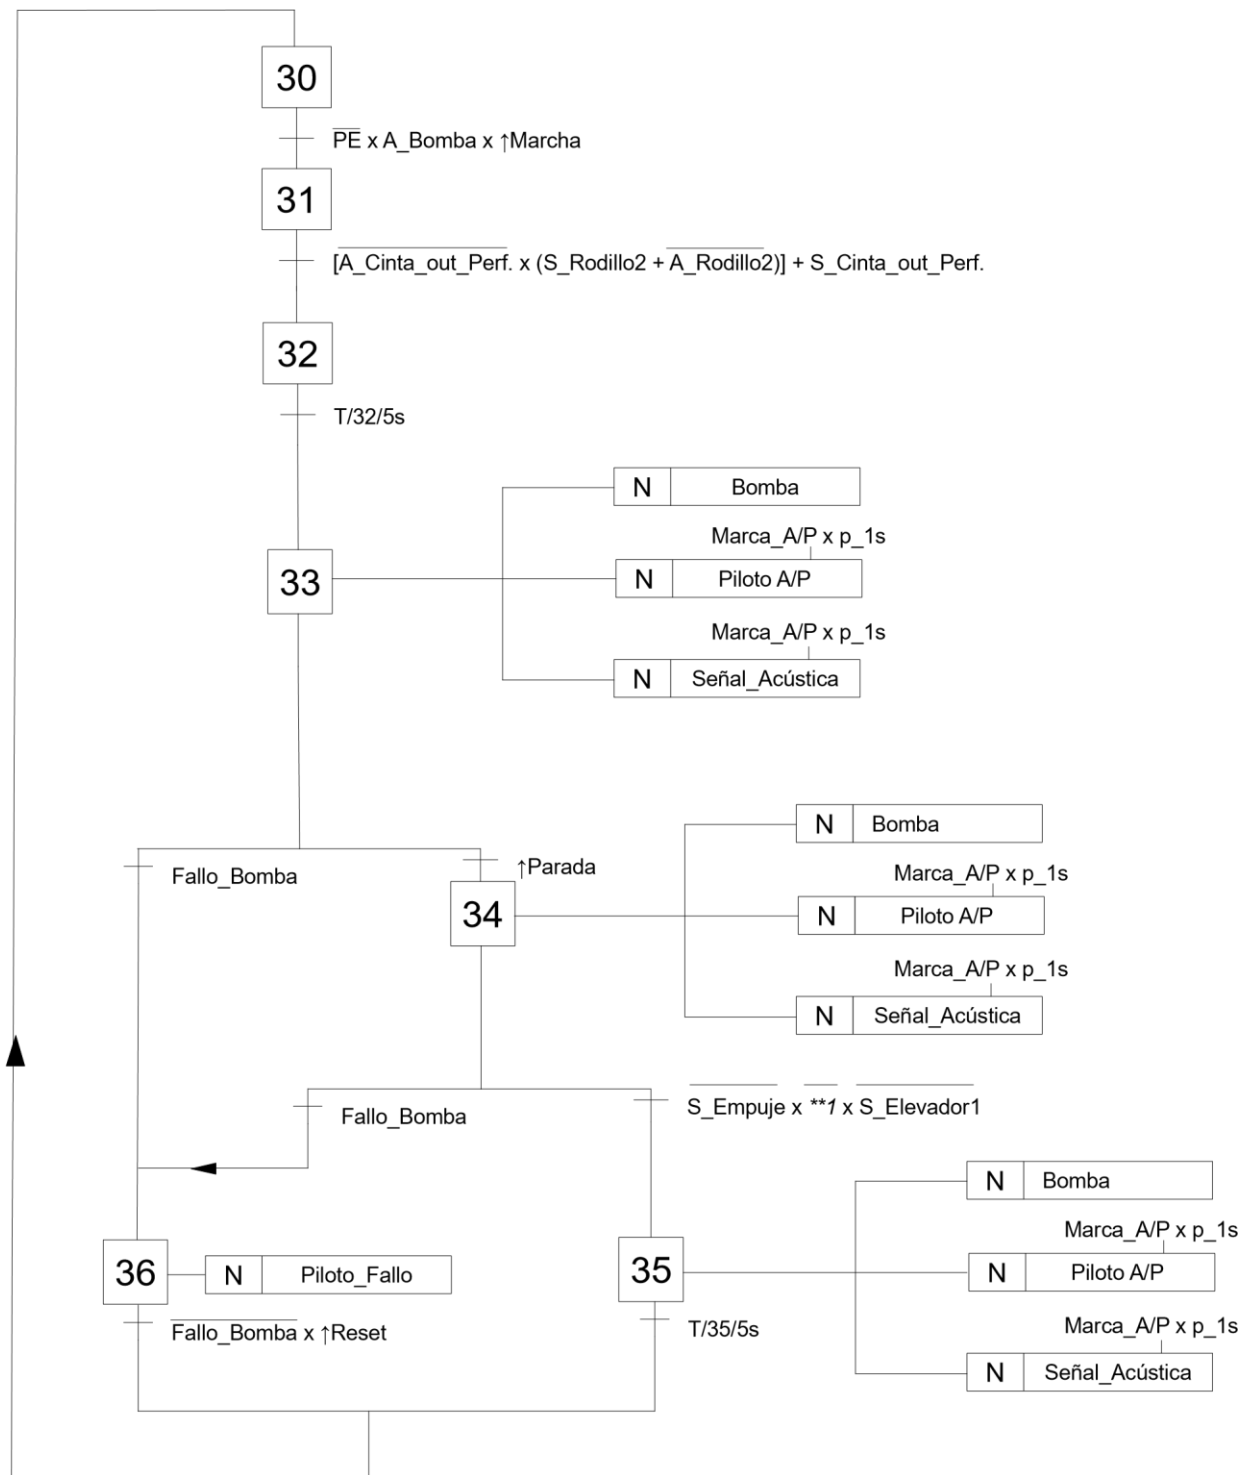 30
PE x A_Bomba x ↑Marcha
31
[A_Cinta_out_Perf. x (S_Rodillo2 + A_Rodillo2)] + S_Cinta_out_Perf.
32
T/32/5s
N Bomba
Marca_A/P x p_1s
33 N Piloto A/P
Marca_A/P x p_1s
N Señal_Acústica
N Bomba
Fallo_Bomba ↑Parada
Marca_A/P x p_1s
34 N Piloto A/P
Marca_A/P x p_1s
N Señal_Acústica
Fallo_Bomba S_Empuje x **1 x S_Elevador1
N Bomba
Marca_A/P x p_1s
36 N Piloto_Fallo 35 N Piloto A/P
Fallo_Bomba x ↑Reset T/35/5s Marca_A/P x p_1s
N Señal_Acústica